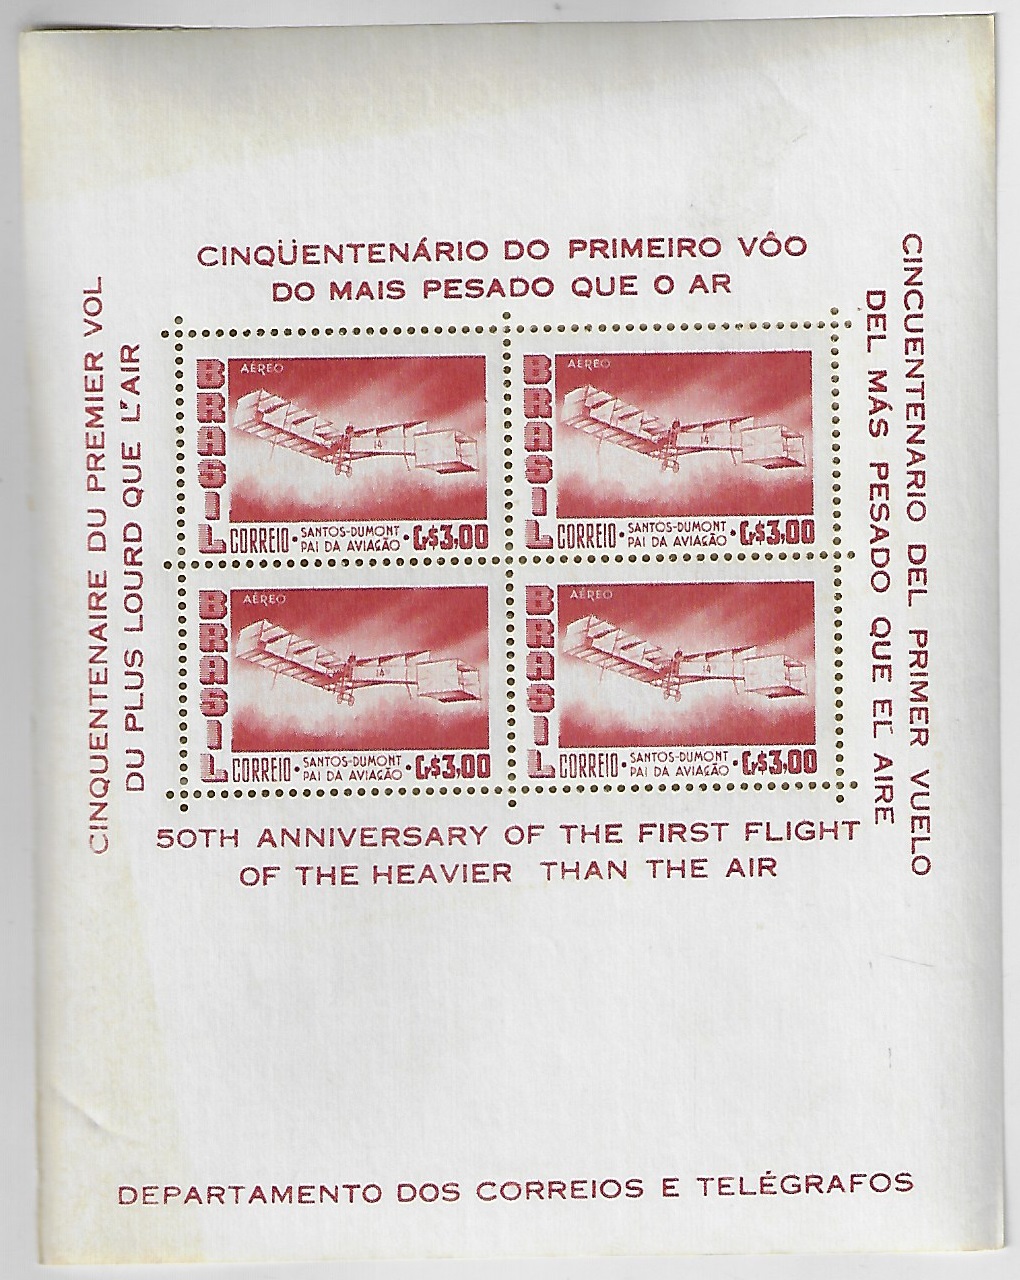 CINQÜENTENÁRIO DO PRIMEIRO VÔO
DO MAIS PESADO QUE O AR
CINQUENTENAIRE DU PREMIER VOL
DU PLUS LOURD QUE L'AIR
CINCUENTENARIO DEL PRIMER VUELO
DEL MÁS PESADO QUE EL AIRE
BRASIL
AÉREO
14
CORREIO • SANTOS-DUMONT
PAI DA AVIAÇÃO • Cr$3,00
BRASIL
AÉREO
14
CORREIO • SANTOS-DUMONT
PAI DA AVIAÇÃO • Cr$3,00
BRASIL
AÉREO
14
CORREIO • SANTOS-DUMONT
PAI DA AVIAÇÃO • Cr$3,00
BRASIL
AÉREO
14
CORREIO • SANTOS-DUMONT
PAI DA AVIAÇÃO • Cr$3,00
50TH ANNIVERSARY OF THE FIRST FLIGHT
OF THE HEAVIER THAN THE AIR
DEPARTAMENTO DOS CORREIOS E TELÉGRAFOS